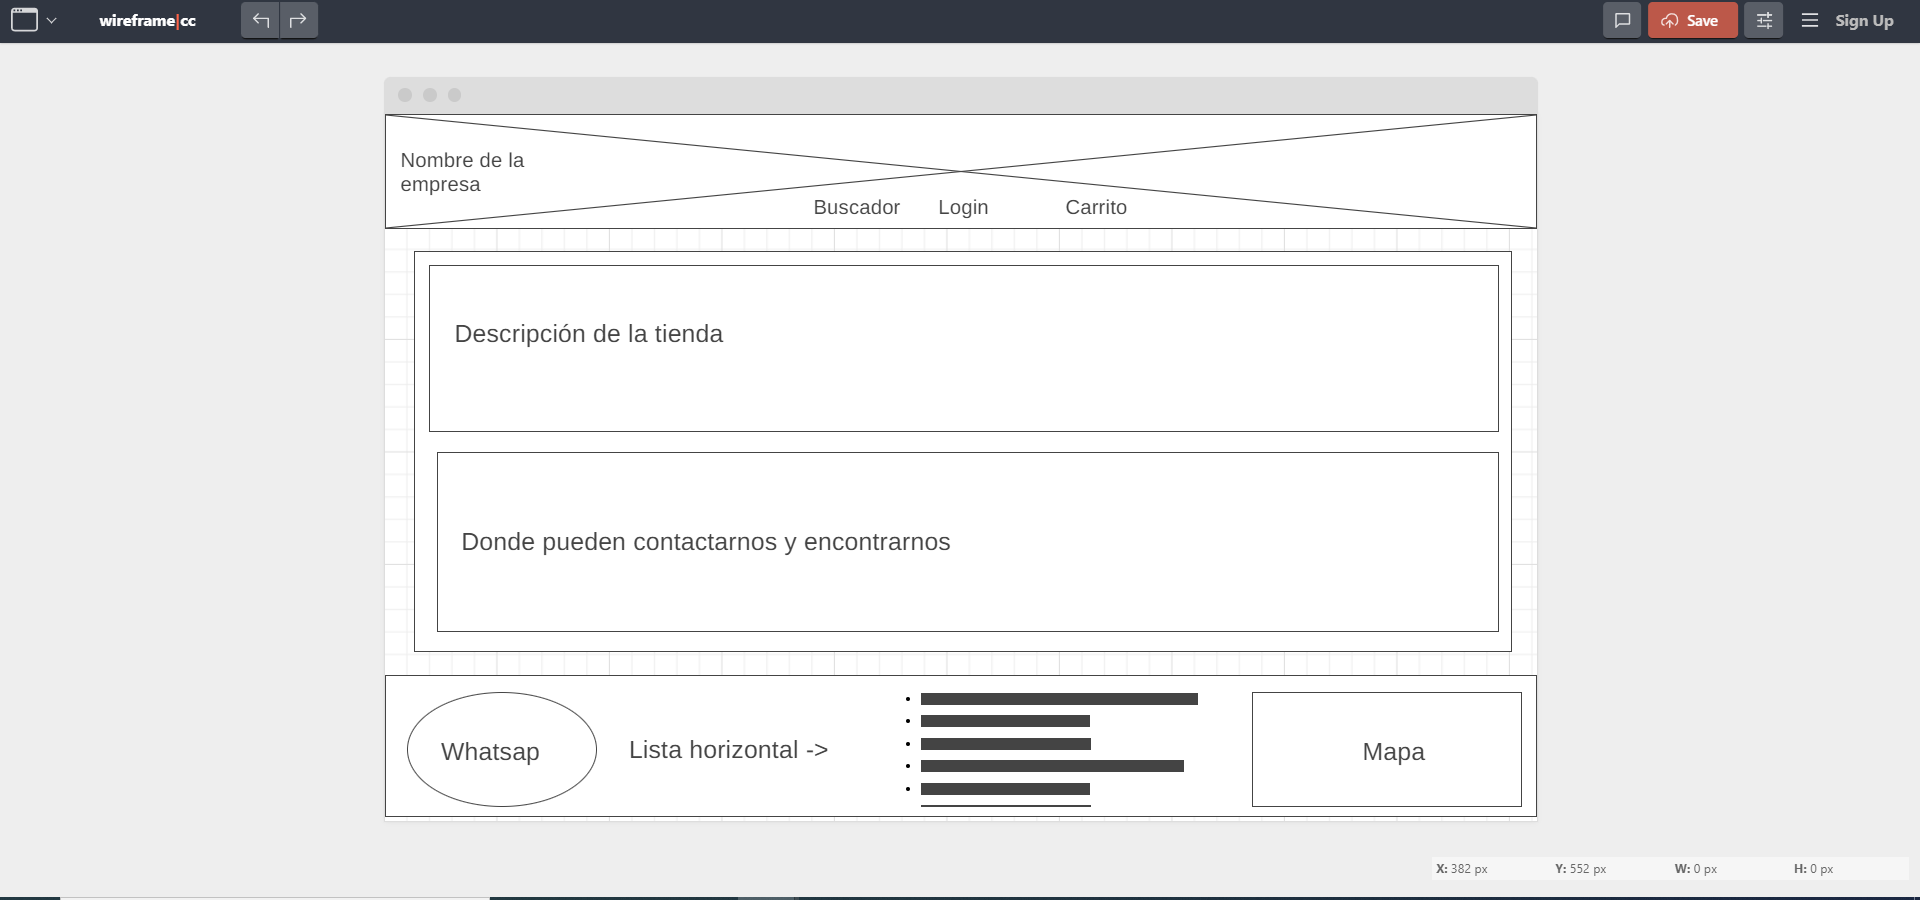 wireframe|cc
Save
Sign Up
Nombre de la
empresa
Buscador Login Carrito
Descripción de la tienda
Donde pueden contactarnos y encontrarnos
Whatsap
Lista horizontal ->
Mapa
X: 382 px Y: 552 px W: 0 px H: 0 px